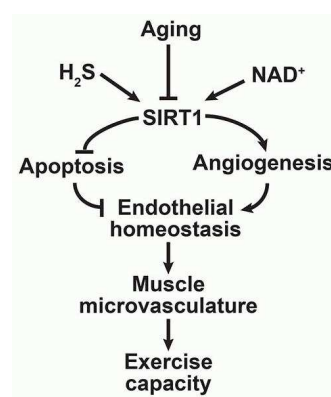 Aging
H₂S
NAD⁺
SIRT1
Apoptosis
Angiogenesis
Endothelial
homeostasis
Muscle
microvasculature
Exercise
capacity